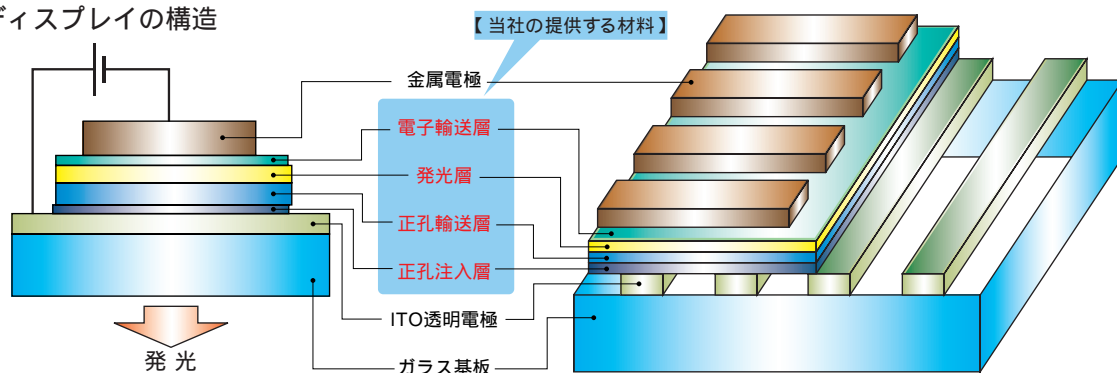 ディスプレイの構造
【 当社の提供する材料 】
金属電極
電子輸送層
発光層
正孔輸送層
正孔注入層
ITO透明電極
ガラス基板
発 光